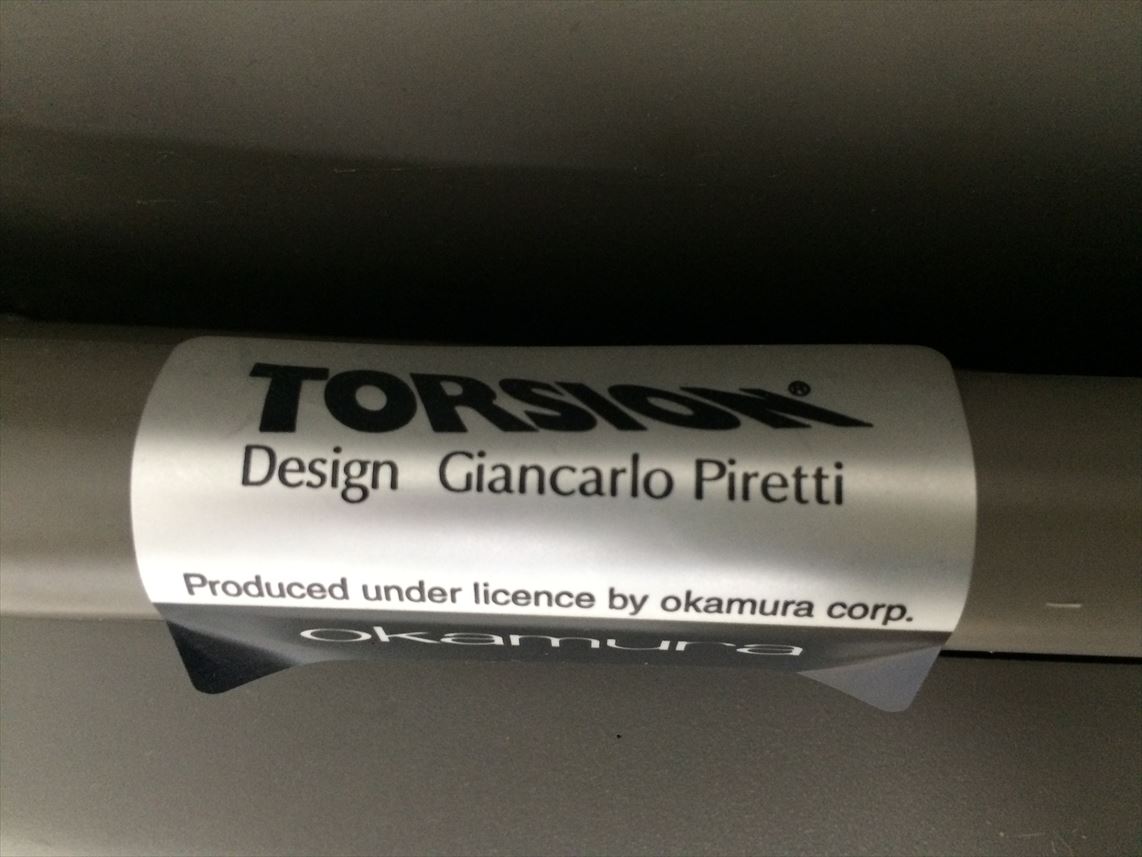 TORSION®
Design Giancarlo Piretti
Produced under licence by okamura corp.
okamura